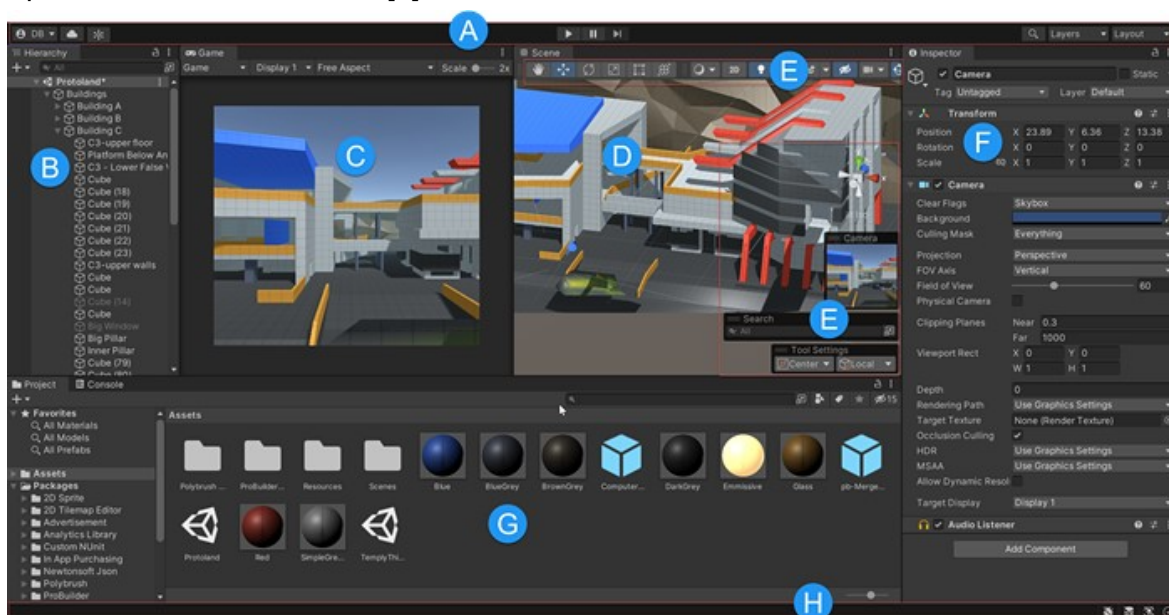 A
DB
Layers
Layout
Hierarchy
All
Protoland*
Buildings
Building A
Building B
Building C
C3-upper floor
Platform Below An
C3 - Lower False
Cube
Cube (18)
Cube (19)
Cube (20)
Cube (21)
Cube (22)
Cube (23)
C3-upper walls
Cube
Cube
Cube (14)
Cube
Big Window
Big Pillar
Inner Pillar
Cube (79)
Cube (80)
B
Game
Game Display 1 Free Aspect Scale 2x
C
Scene
2D
E
D
Camera
E
Search
All
Tool Settings
Center Local
Inspector
Camera Static
Tag Untagged Layer Default
Transform
Position X 23.89 Y 6.36 Z 13.38
Rotation X 0 Y 0 Z 0
Scale X 1 Y 1 Z 1
F
Camera
Clear Flags Skybox
Background
Culling Mask Everything
Projection Perspective
FOV Axis Vertical
Field of View 60
Physical Camera
Clipping Planes Near 0.3
Far 1000
Viewport Rect X 0 Y 0
W 1 H 1
Depth 0
Rendering Path Use Graphics Settings
Target Texture None (Render Texture)
Occlusion Culling
HDR Use Graphics Settings
MSAA Use Graphics Settings
Allow Dynamic Resol
Target Display Display 1
Audio Listener
Add Component
Project Console
15
Favorites
All Materials
All Models
All Prefabs
Assets
Packages
2D Sprite
2D Tilemap Editor
Advertisement
Analytics Library
Custom NUnit
In App Purchasing
Newtonsoft Json
Polybrush
ProBuilder
Assets
Polybrush ... ProBuilder... Resources Scenes Blue BlueGrey BrownGrey Computer... DarkGrey Emmissive Glass pb-Merge...
Protoland Red SimpleGre... TemplyThi...
G
H